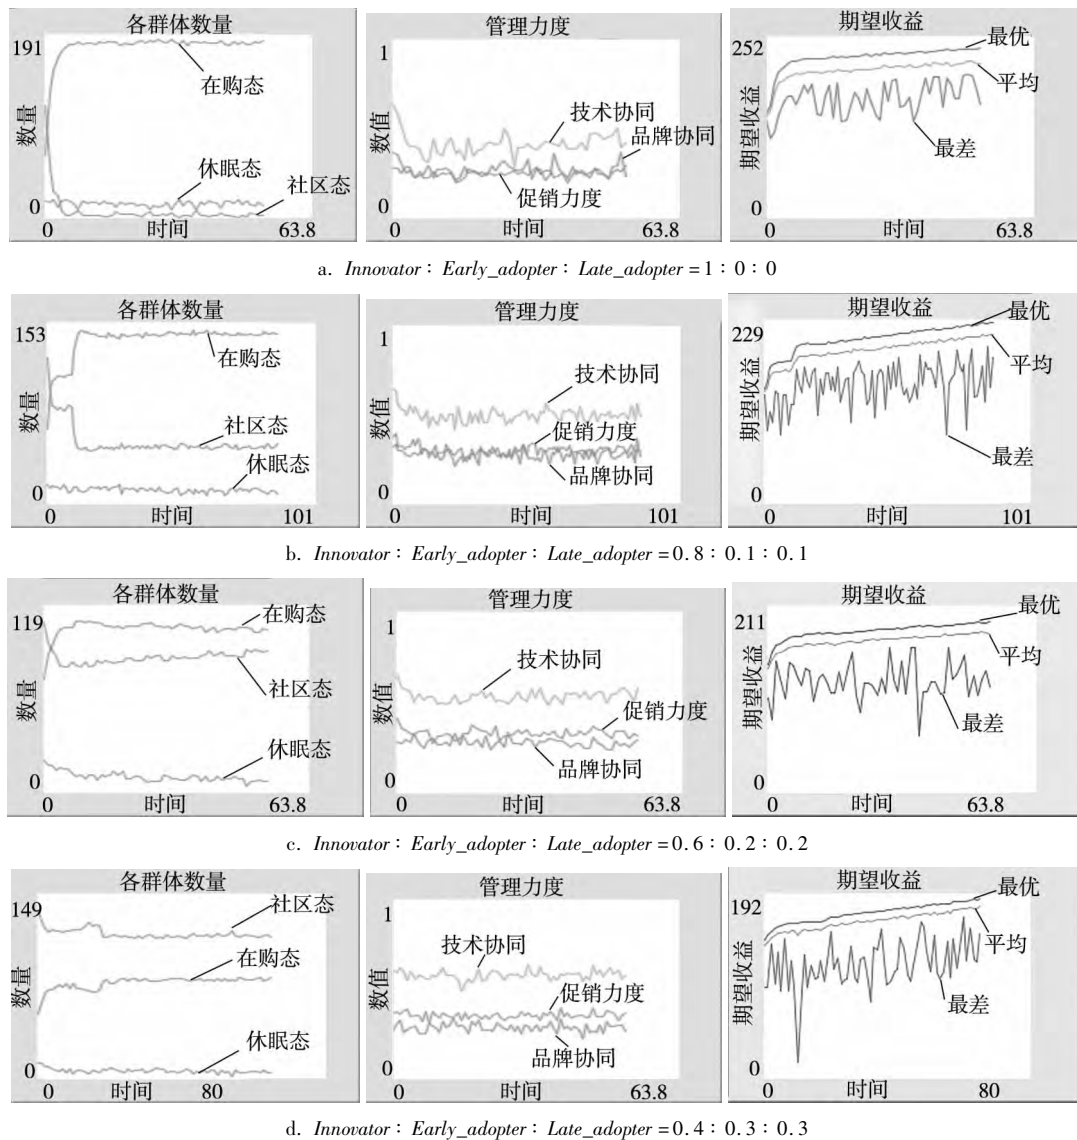 各群体数量
191
在购态
休眠态
社区态
数量
0
0
时间
63.8
管理力度
1
技术协同
品牌协同
促销力度
数值
0
0
时间
63.8
期望收益
252
最优
平均
最差
期望收益
0
0
时间
63.8
a. Innovator：Early_adopter：Late_adopter=1：0：0
各群体数量
153
在购态
社区态
休眠态
数量
0
0
时间
101
管理力度
1
技术协同
促销力度
品牌协同
数值
0
0
时间
101
期望收益
229
最优
平均
最差
期望收益
0
0
时间
101
b. Innovator：Early_adopter：Late_adopter=0.8：0.1：0.1
各群体数量
119
在购态
社区态
休眠态
数量
0
0
时间
63.8
管理力度
1
技术协同
促销力度
品牌协同
数值
0
0
时间
63.8
期望收益
211
最优
平均
最差
期望收益
0
0
时间
63.8
c. Innovator：Early_adopter：Late_adopter=0.6：0.2：0.2
各群体数量
149
社区态
在购态
休眠态
数量
0
0
时间
80
管理力度
1
技术协同
促销力度
品牌协同
数值
0
0
时间
63.8
期望收益
192
最优
平均
最差
期望收益
0
0
时间
80
d. Innovator：Early_adopter：Late_adopter=0.4：0.3：0.3